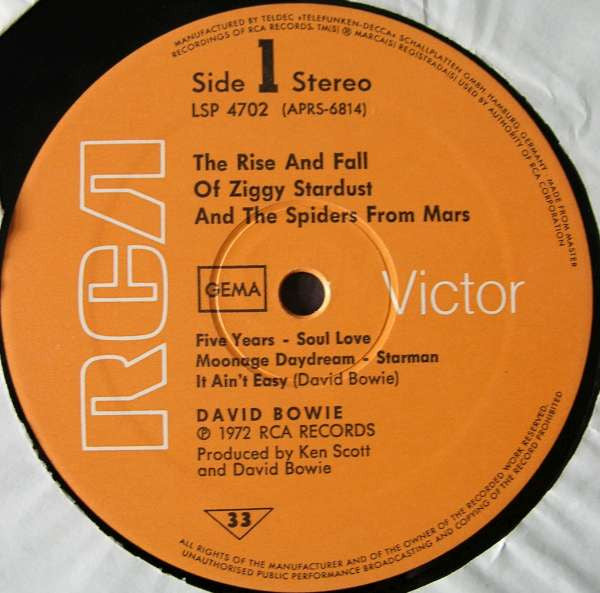 MANUFACTURED BY TELDEC »TELEFUNKEN-DECCA« SCHALLPLATTEN GMBH, HAMBURG, GERMANY · MADE FROM MASTER
RECORDINGS OF RCA RECORDS. TM(S) ® MARCA(S) REGISTRADA(S) USED BY AUTHORITY OF RCA CORPORATION
Side 1 Stereo
LSP 4702 (APRS-6814)
The Rise And Fall
Of Ziggy Stardust
And The Spiders From Mars
RCA
GEMA
Victor
Five Years - Soul Love
Moonage Daydream - Starman
It Ain't Easy (David Bowie)
DAVID BOWIE
℗ 1972 RCA RECORDS
Produced by Ken Scott
and David Bowie
33
ALL RIGHTS OF THE MANUFACTURER AND OF THE OWNER OF THE RECORDED WORK RESERVED.
UNAUTHORISED PUBLIC PERFORMANCE BROADCASTING AND COPYING OF THE RECORD PROHIBITED